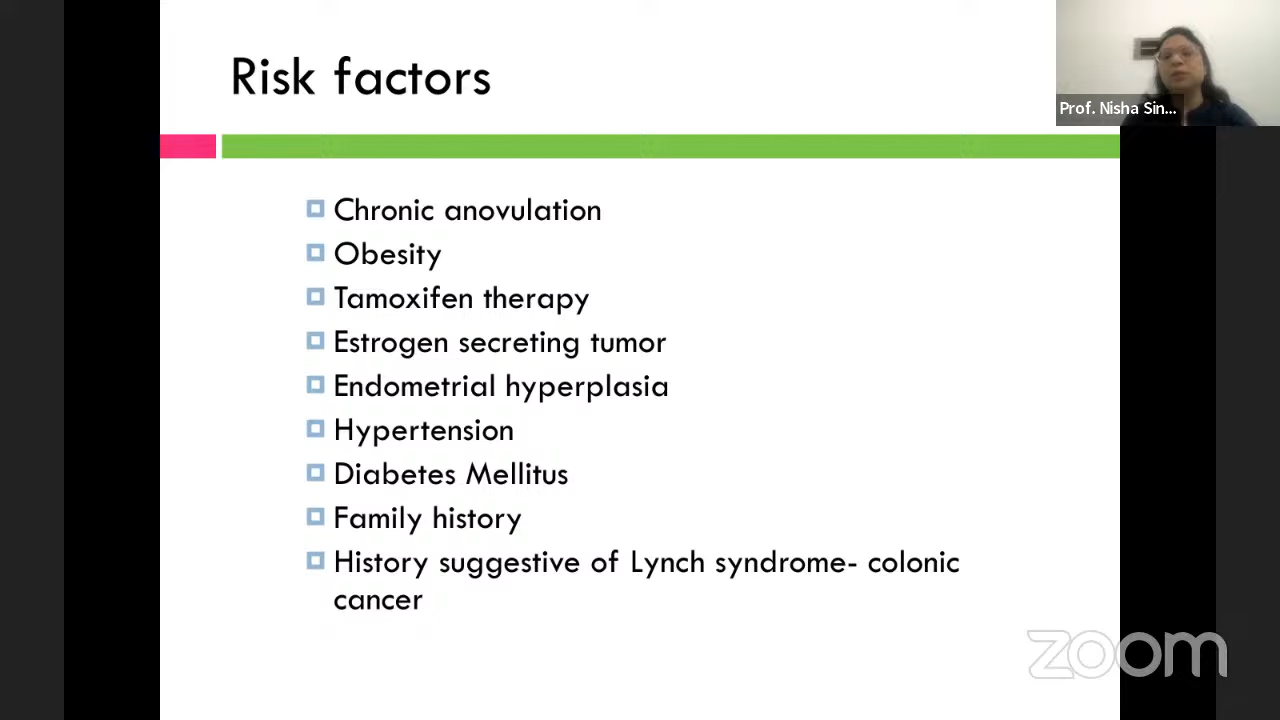 Risk factors
Prof. Nisha Sin...
Chronic anovulation
Obesity
Tamoxifen therapy
Estrogen secreting tumor
Endometrial hyperplasia
Hypertension
Diabetes Mellitus
Family history
History suggestive of Lynch syndrome- colonic
cancer
zoom